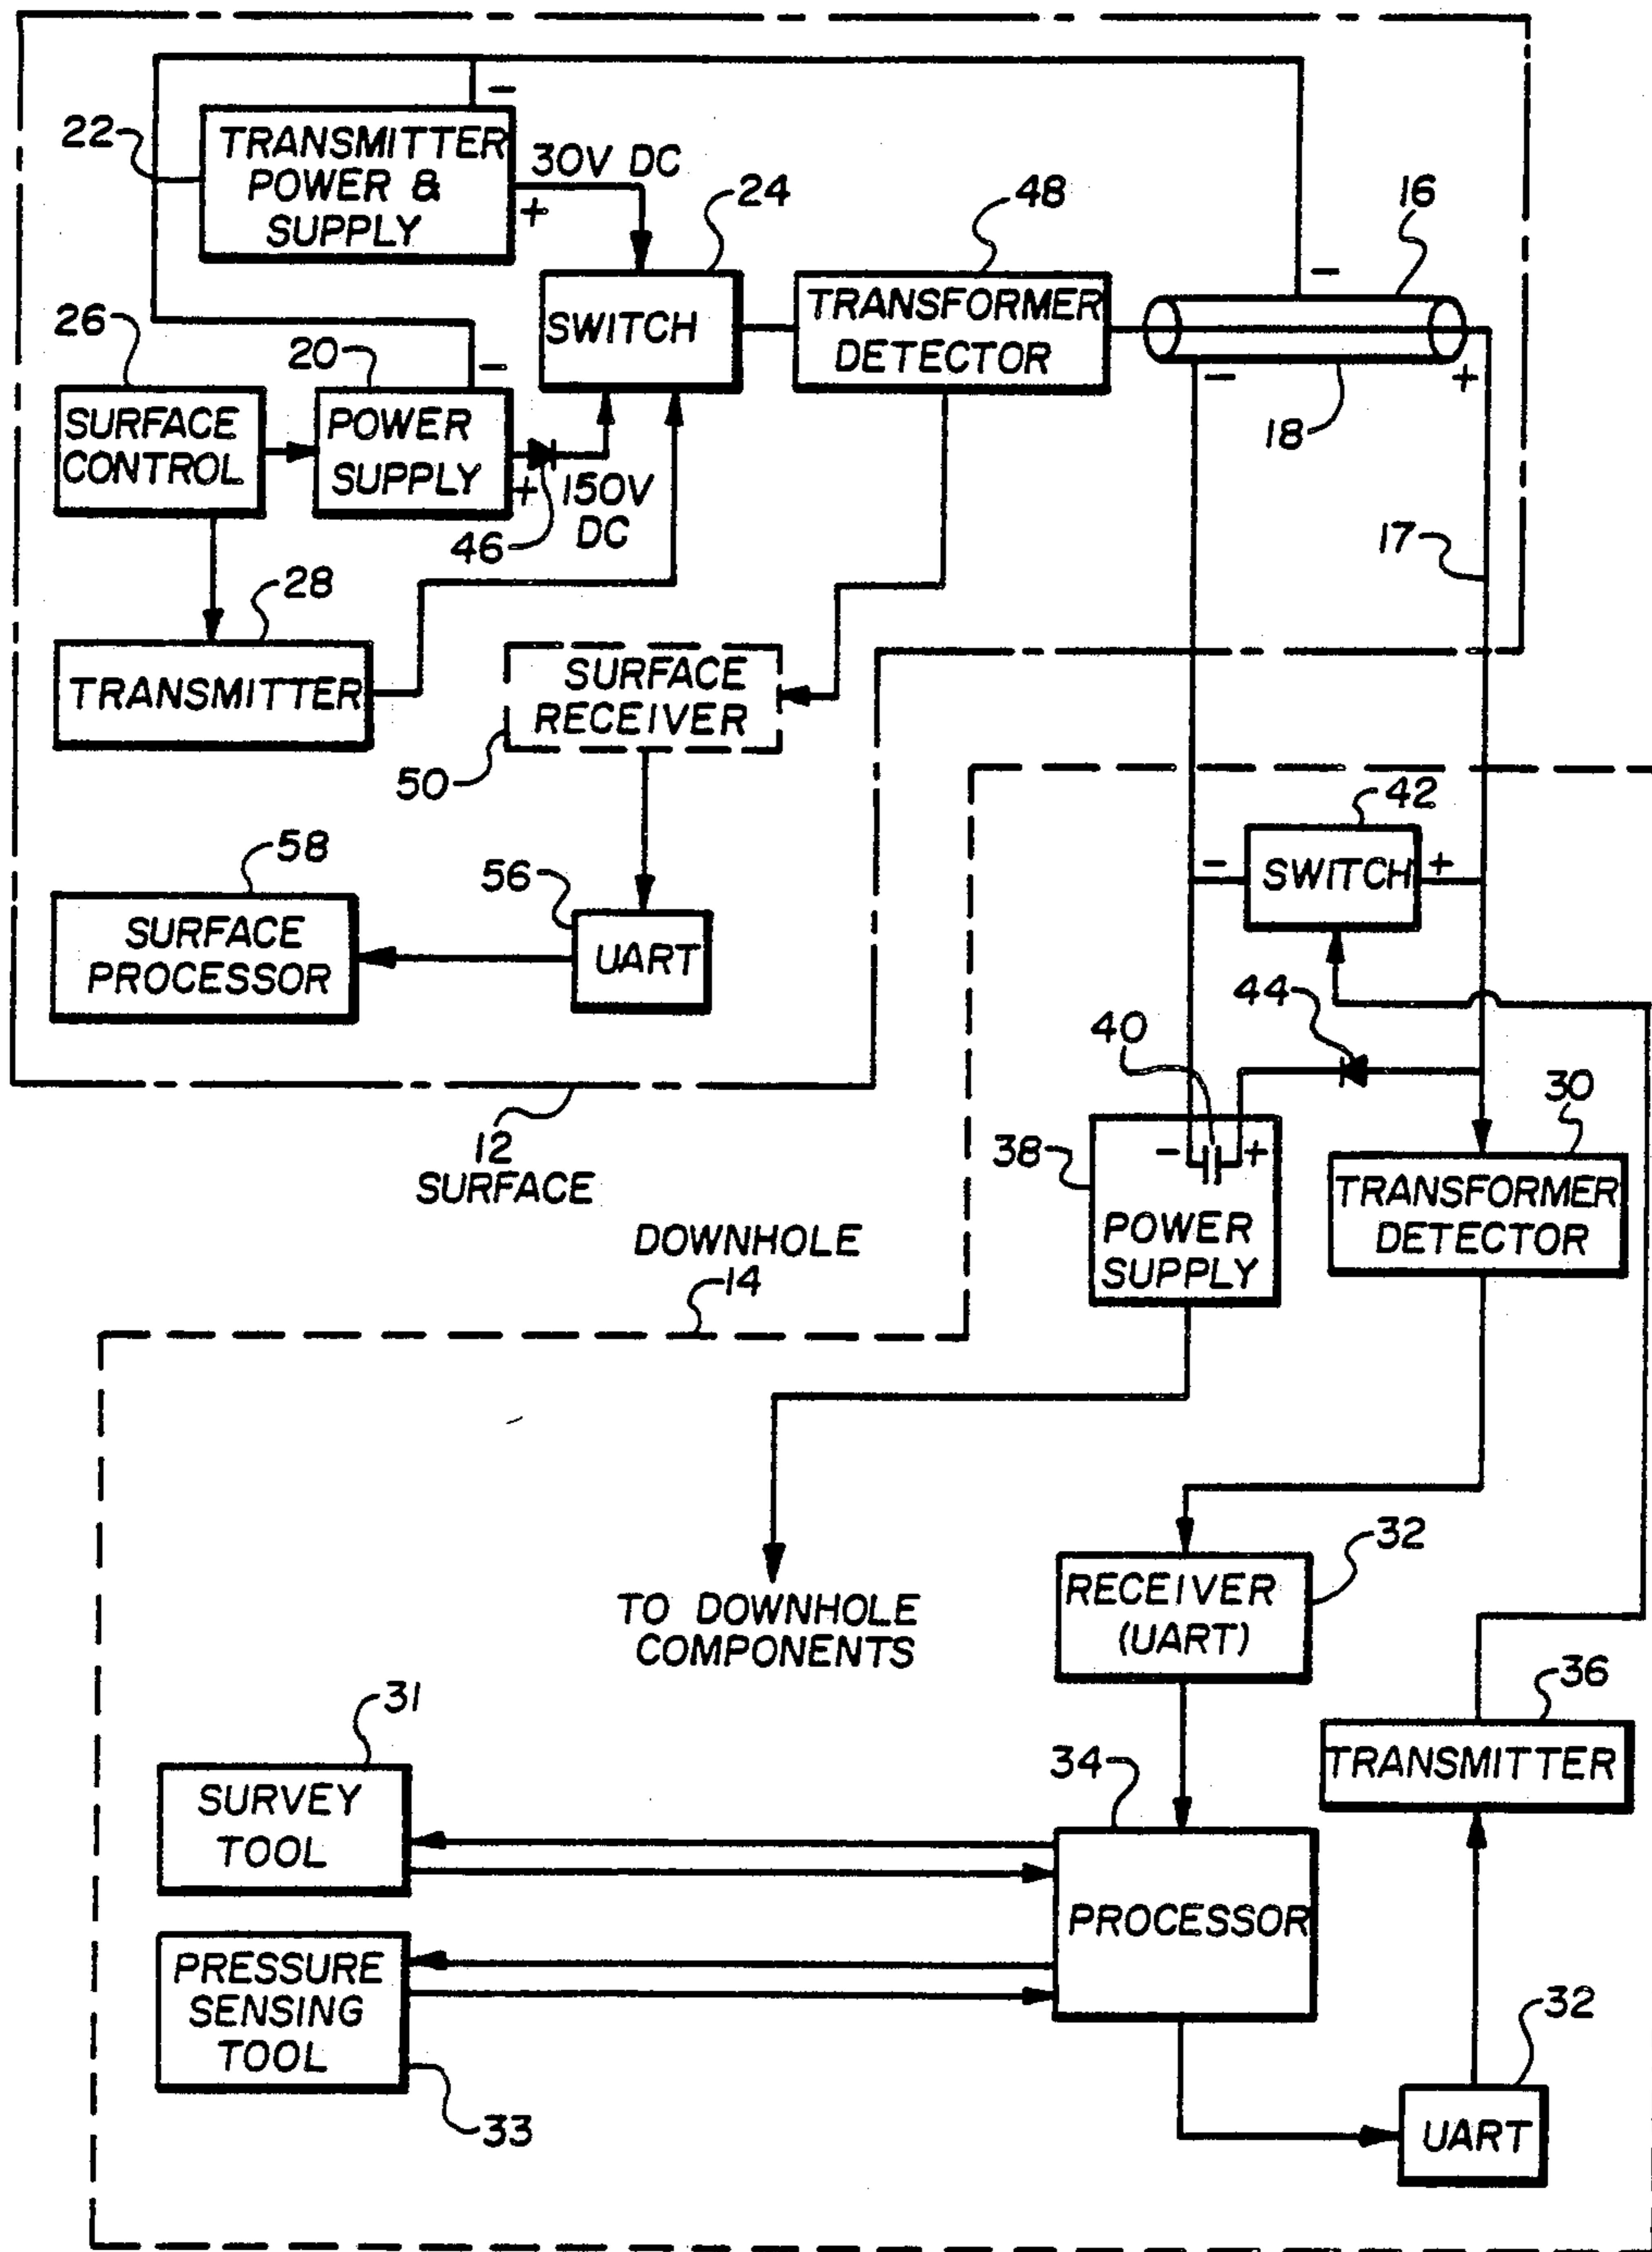 -
22
TRANSMITTER
POWER &
SUPPLY
30V DC
+
24
48
16
-
26
20
-
SWITCH
TRANSFORMER
DETECTOR
-
+
18
SURFACE
CONTROL
POWER
SUPPLY
+
150V
DC
46
17
28
TRANSMITTER
SURFACE
RECEIVER
50
42
58
56
-
SWITCH
+
SURFACE
PROCESSOR
UART
44
40
30
12
SURFACE
38
-
+
POWER
SUPPLY
TRANSFORMER
DETECTOR
DOWNHOLE
14
32
TO DOWNHOLE
COMPONENTS
RECEIVER
(UART)
31
36
SURVEY
TOOL
34
TRANSMITTER
PROCESSOR
PRESSURE
SENSING
TOOL
33
32
UART